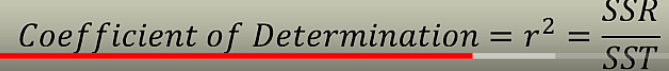 Coefficient of Determination = r² = SSR/SST